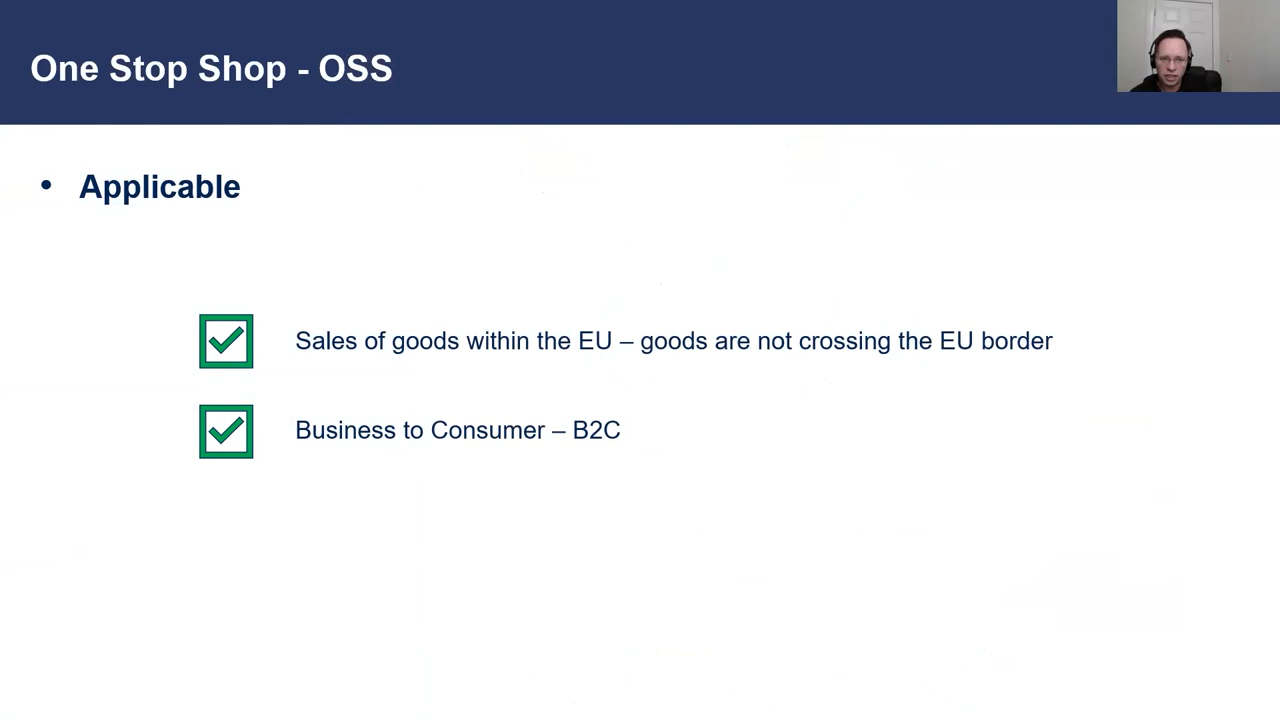 One Stop Shop - OSS
• Applicable
Sales of goods within the EU – goods are not crossing the EU border
Business to Consumer – B2C